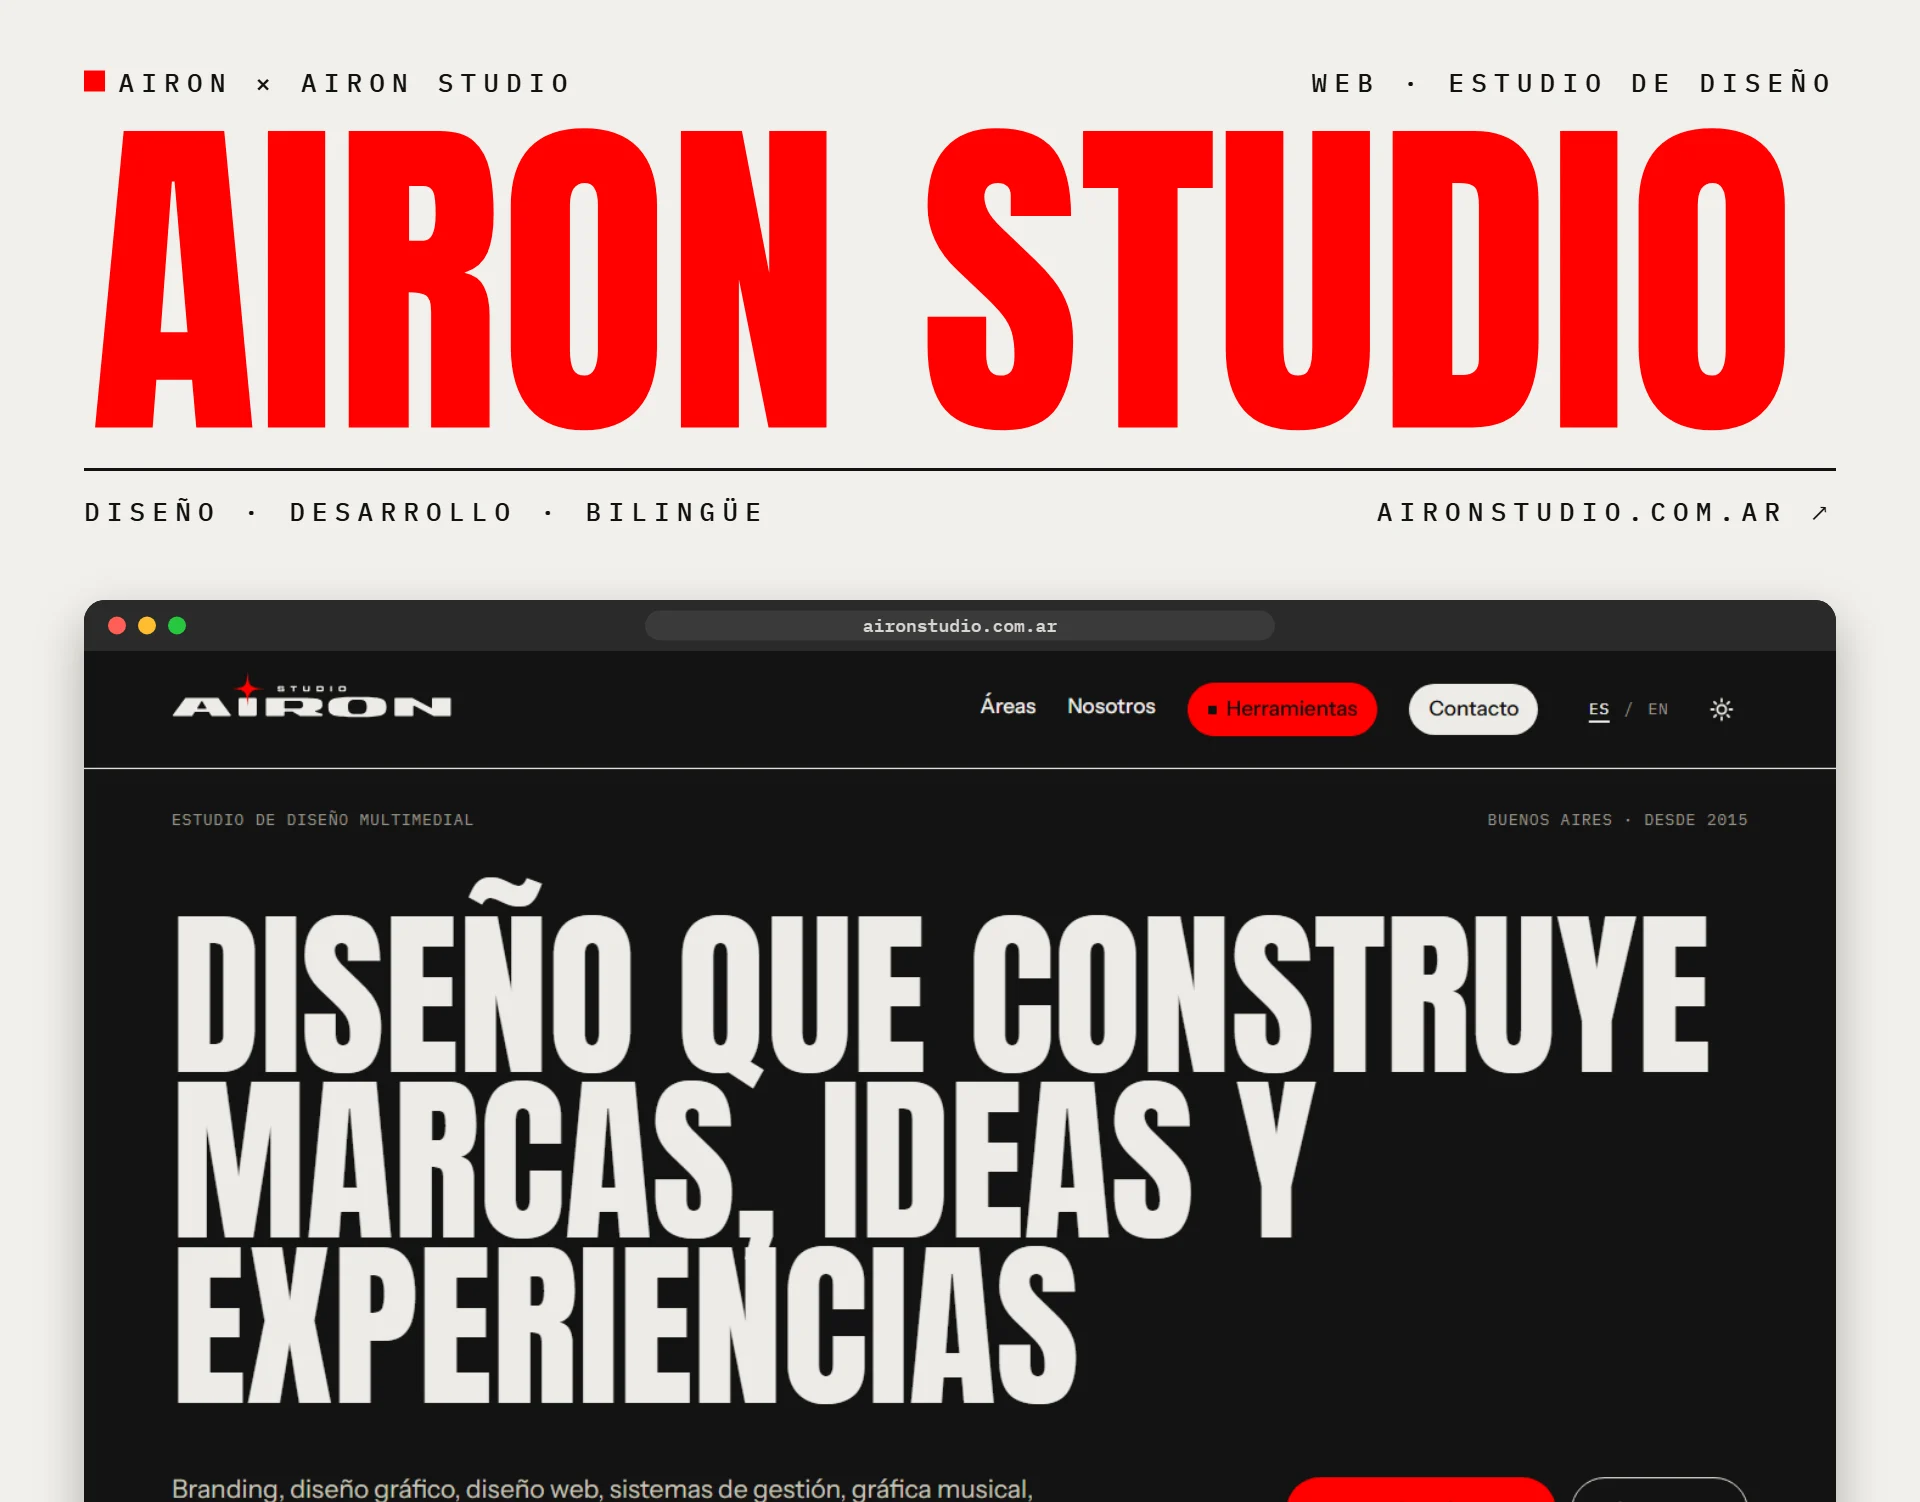 AIRON × AIRON STUDIO
WEB · ESTUDIO DE DISEÑO
AIRON STUDIO
DISEÑO · DESARROLLO · BILINGÜE
AIRONSTUDIO.COM.AR ↗
aironstudio.com.ar
STUDIO
AIRON
Áreas
Nosotros
Herramientas
Contacto
ES / EN
ESTUDIO DE DISEÑO MULTIMEDIAL
BUENOS AIRES · DESDE 2015
DISEÑO QUE CONSTRUYE
MARCAS, IDEAS Y
EXPERIENCIAS
Branding, diseño gráfico, diseño web, sistemas de gestión, gráfica musical,